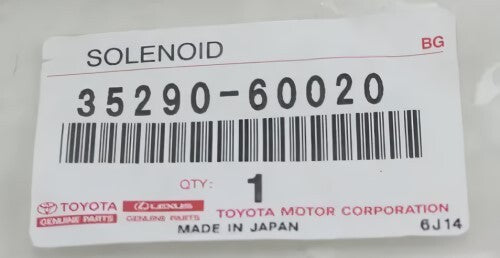 SOLENOID BG
35290-60020
QTY: 1
TOYOTA LEXUS
GENUINE PARTS GENUINE PARTS TOYOTA MOTOR CORPORATION
MADE IN JAPAN 6J14